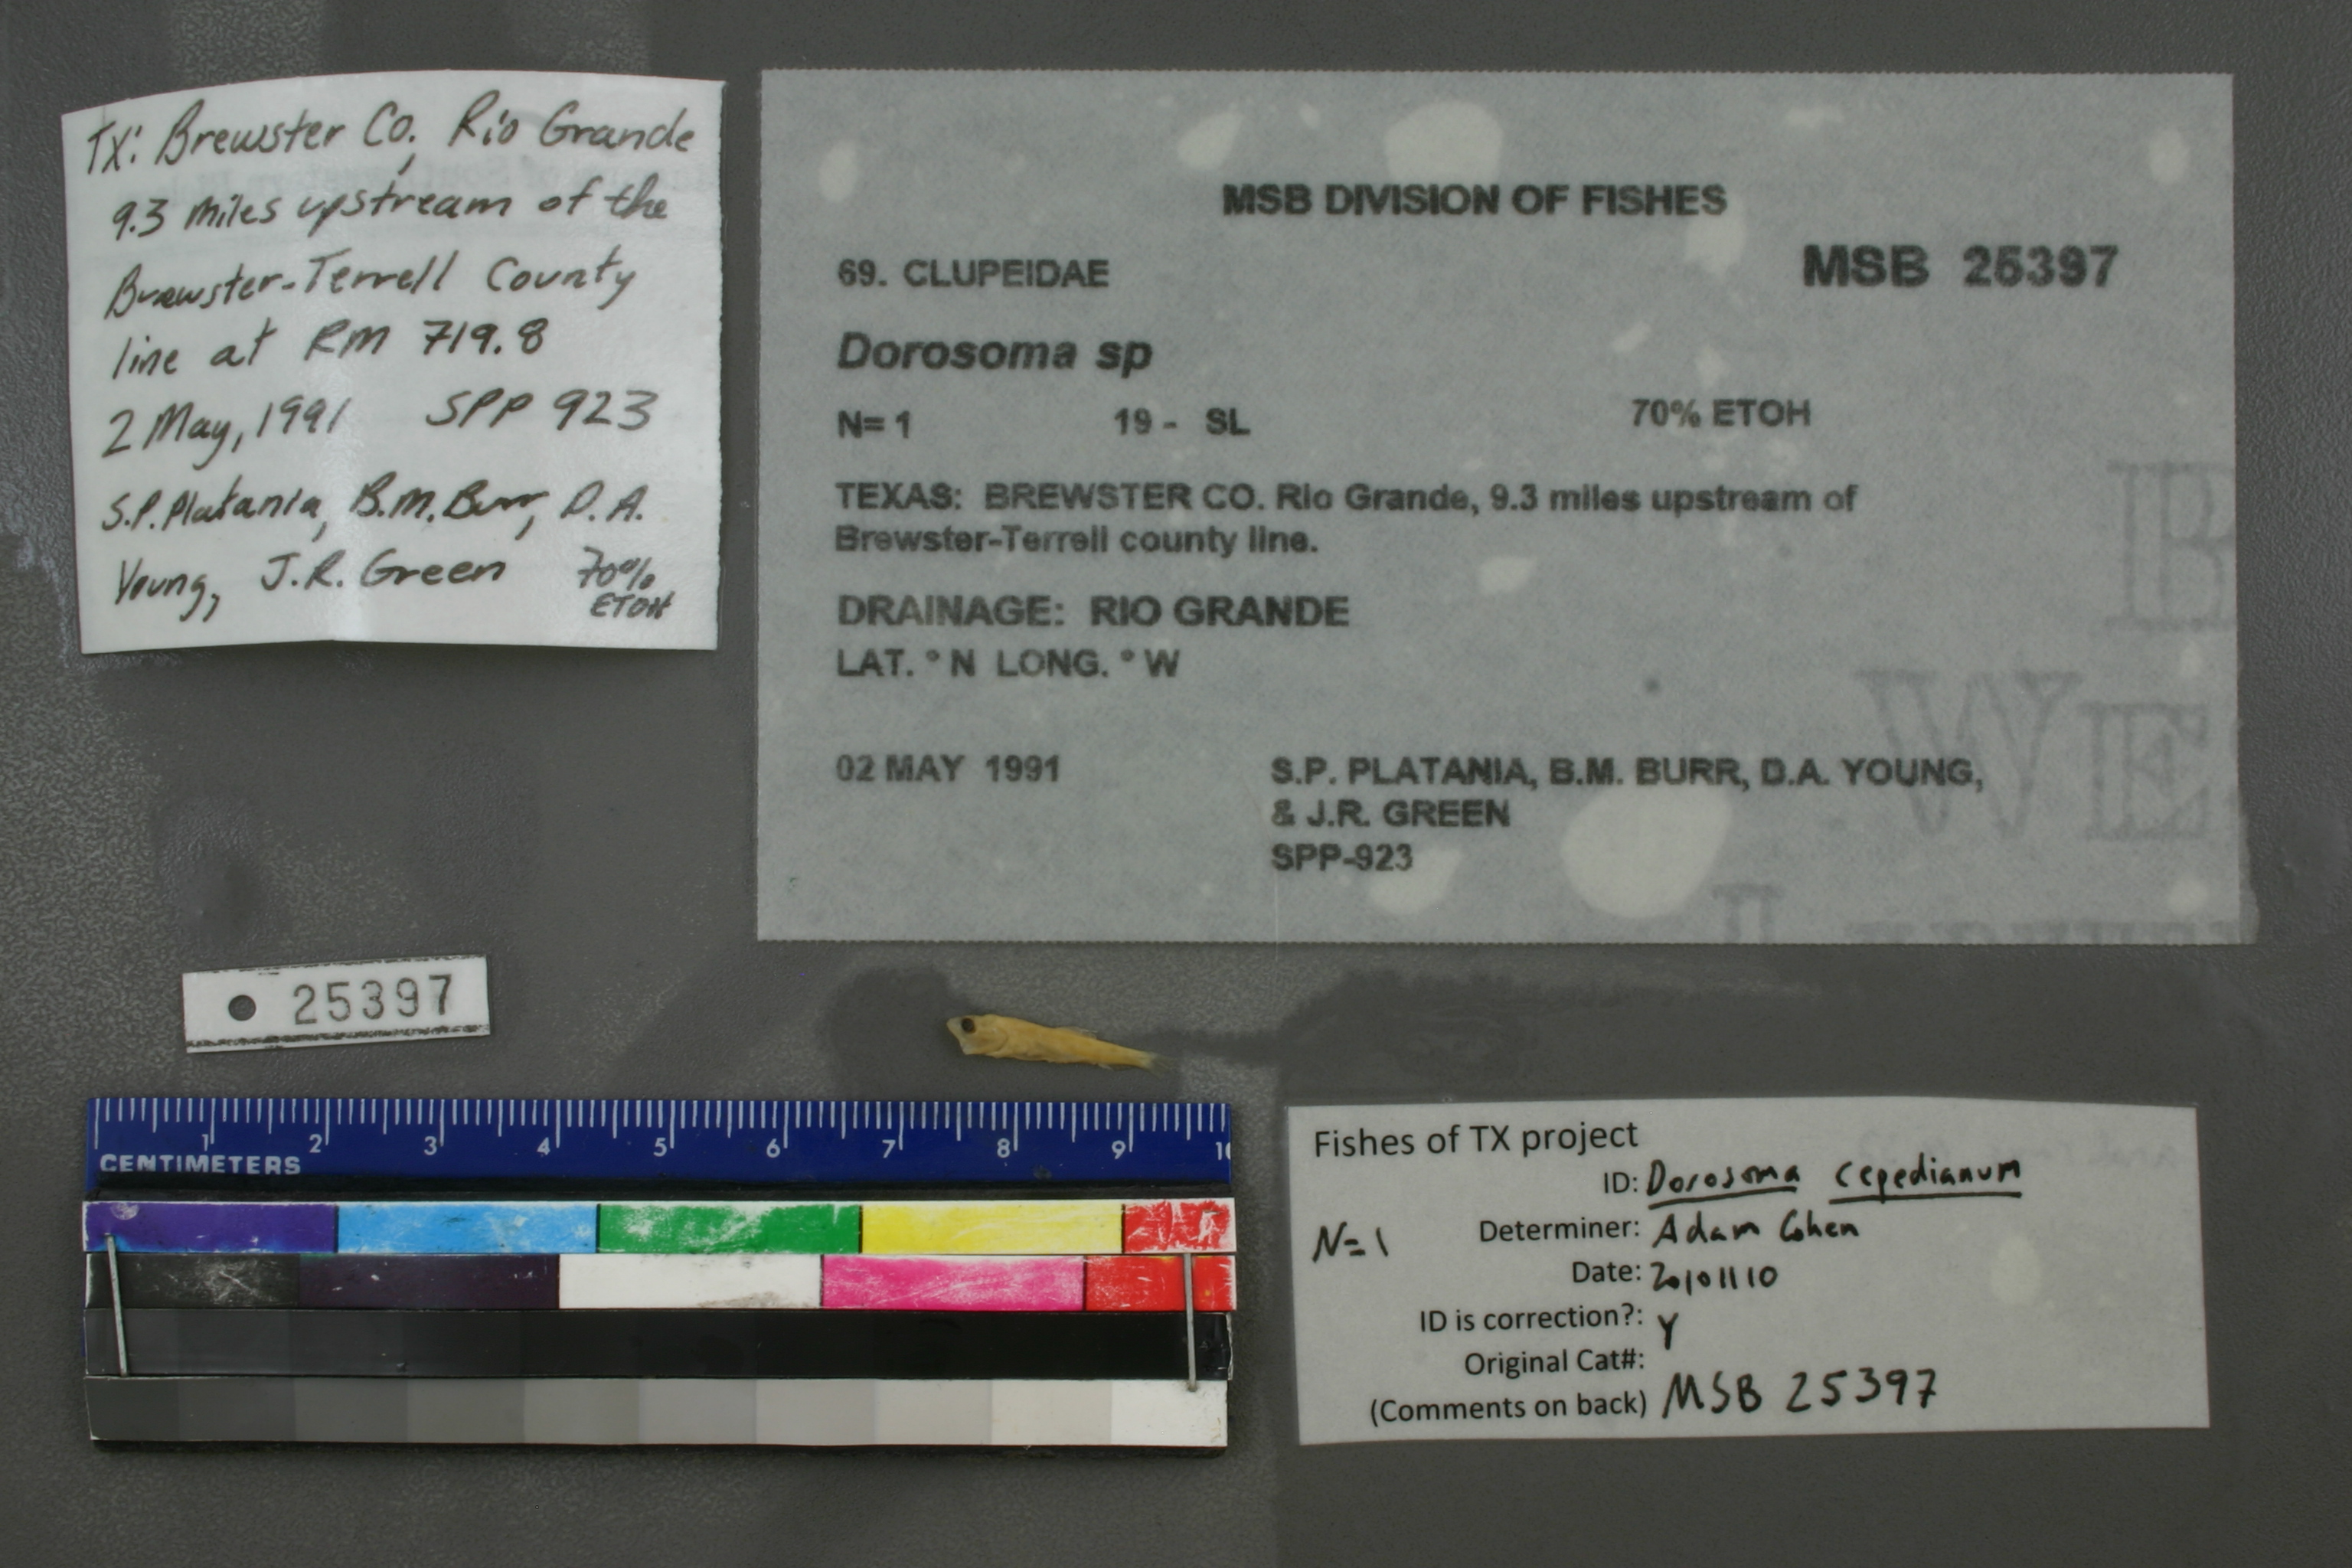 TX: Brewster Co, Rio Grande
9.3 miles upstream of the
Brewster-Terrell County
line at RM 719.8
2 May, 1991 SPP 923
S.P. Platania, B.M. Burr, D.A.
Young, J.R. Green 70%
ETOH
MSB DIVISION OF FISHES
69. CLUPEIDAE MSB 25397
Dorosoma sp
N= 1 19 - SL 70% ETOH
TEXAS: BREWSTER CO. Rio Grande, 9.3 miles upstream of
Brewster-Terrell county line.
DRAINAGE: RIO GRANDE
LAT. ° N LONG. ° W
02 MAY 1991 S.P. PLATANIA, B.M. BURR, D.A. YOUNG,
& J.R. GREEN
SPP-923
25397
1 2 3 4 5 6 7 8 9
CENTIMETERS
Fishes of TX project
ID: Dorosoma cepedianum
N=1 Determiner: Adam Cohen
Date: 20101110
ID is correction?: Y
Original Cat#:
(Comments on back) MSB 25397